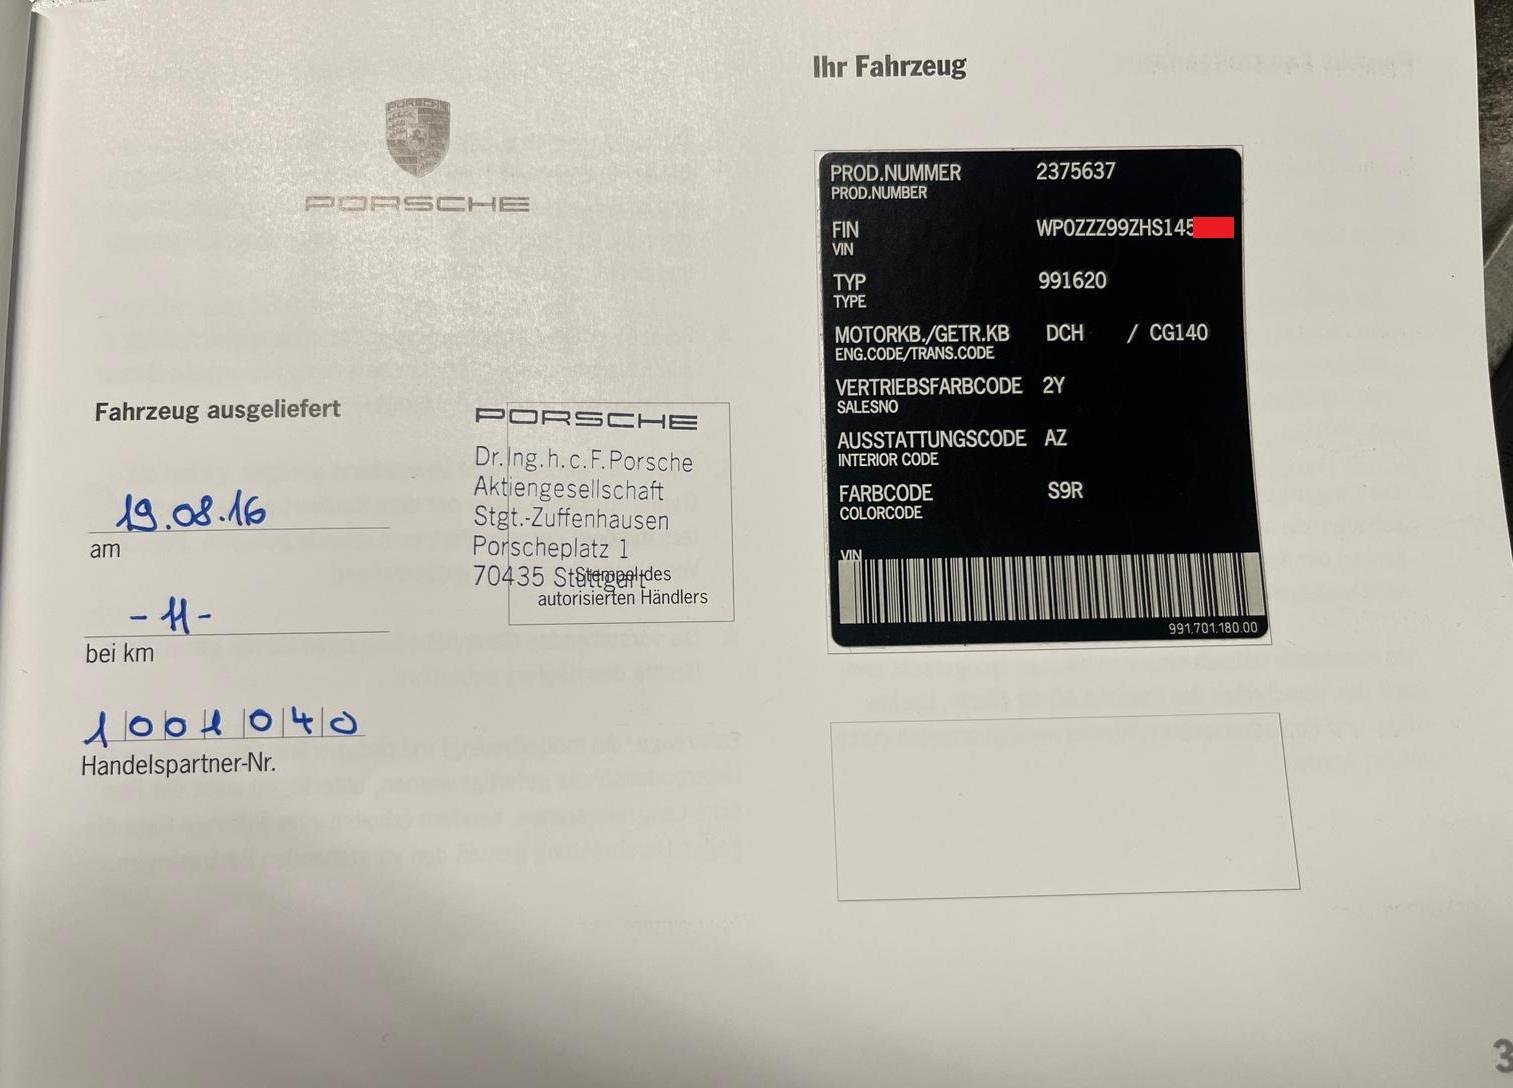 PORSCHE
PORSCHE
Fahrzeug ausgeliefert
19.08.16
am
- 11 -
bei km
1001040
Handelspartner-Nr.
PORSCHE
Dr.Ing.h.c.F.Porsche
Aktiengesellschaft
Stgt.-Zuffenhausen
Porscheplatz 1
70435 Stuttgart
Stempel des
autorisierten Händlers
Ihr Fahrzeug
PROD.NUMMER 2375637
PROD.NUMBER
FIN WP0ZZZ99ZHS145
VIN
TYP 991620
TYPE
MOTORKB./GETR.KB DCH / CG140
ENG.CODE/TRANS.CODE
VERTRIEBSFARBCODE 2Y
SALESNO
AUSSTATTUNGSCODE AZ
INTERIOR CODE
FARBCODE S9R
COLORCODE
VIN
991.701.180.00
3